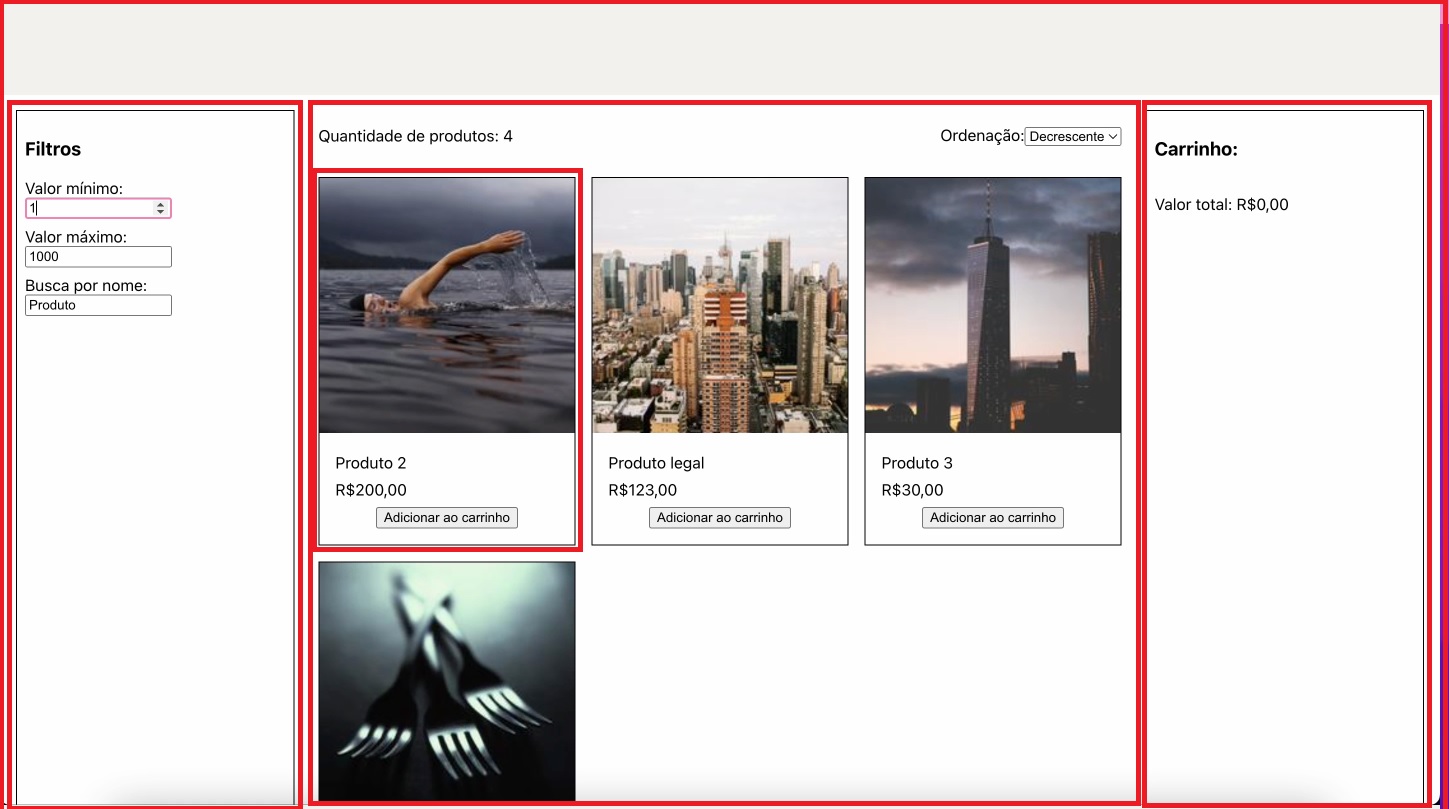 Filtros
Valor mínimo:
1
Valor máximo:
1000
Busca por nome:
Produto
Quantidade de produtos: 4
Ordenação: Decrescente
Produto 2
R$200,00
Adicionar ao carrinho
Produto legal
R$123,00
Adicionar ao carrinho
Produto 3
R$30,00
Adicionar ao carrinho
Carrinho:
Valor total: R$0,00